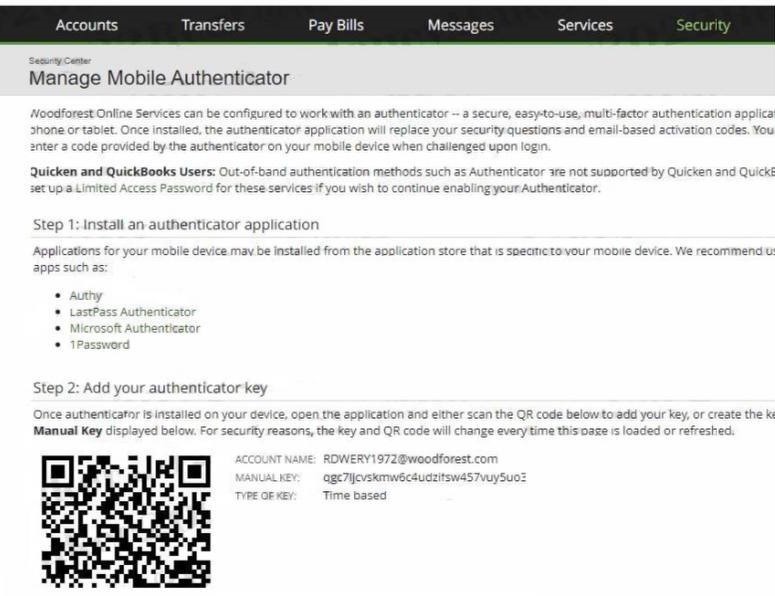 Accounts Transfers Pay Bills Messages Services Security
Security Center
Manage Mobile Authenticator
Woodforest Online Services can be configured to work with an authenticator -- a secure, easy-to-use, multi-factor authentication applicat
phone or tablet. Once installed, the authenticator application will replace your security questions and email-based activation codes. You
enter a code provided by the authenticator on your mobile device when challenged upon login.
Quicken and QuickBooks Users: Out-of-band authentication methods such as Authenticator are not supported by Quicken and QuickB
set up a Limited Access Password for these services if you wish to continue enabling your Authenticator.
Step 1: Install an authenticator application
Applications for your mobile device may be installed from the application store that is specific to your mobile device. We recommend us
apps such as:
• Authy
• LastPass Authenticator
• Microsoft Authenticator
• 1Password
Step 2: Add your authenticator key
Once authenticator is installed on your device, open the application and either scan the QR code below to add your key, or create the ke
Manual Key displayed below. For security reasons, the key and QR code will change every time this page is loaded or refreshed.
ACCOUNT NAME: RDWERY1972@woodforest.com
MANUAL KEY:
TYPE OF KEY: Time based